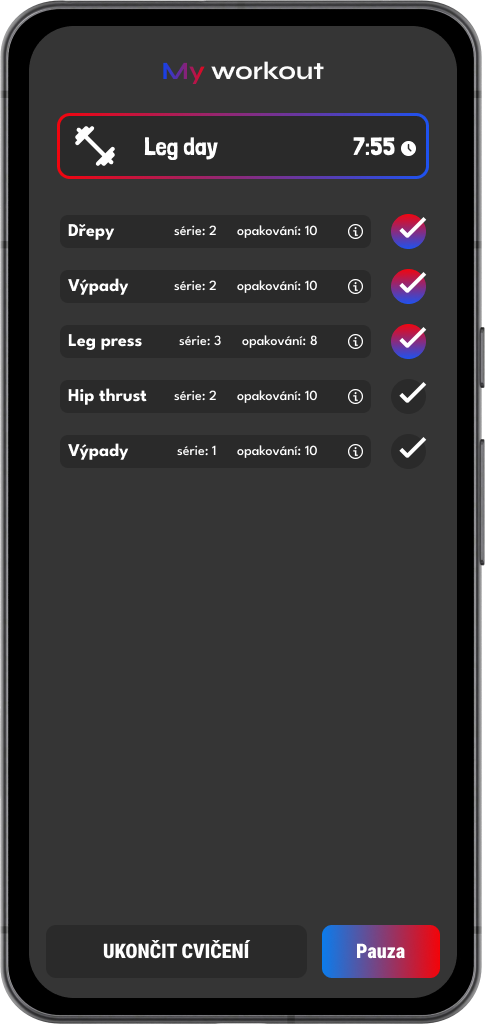 My workout
Leg day 7:55
Dřepy série: 2 opakování: 10
Výpady série: 2 opakování: 10
Leg press série: 3 opakování: 8
Hip thrust série: 2 opakování: 10
Výpady série: 1 opakování: 10
UKONČIT CVIČENÍ Pauza